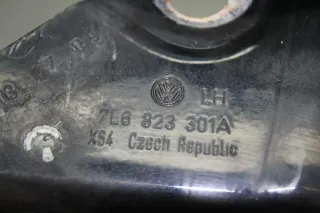 LH
7L6 823 301A
XS4 Czech Republic